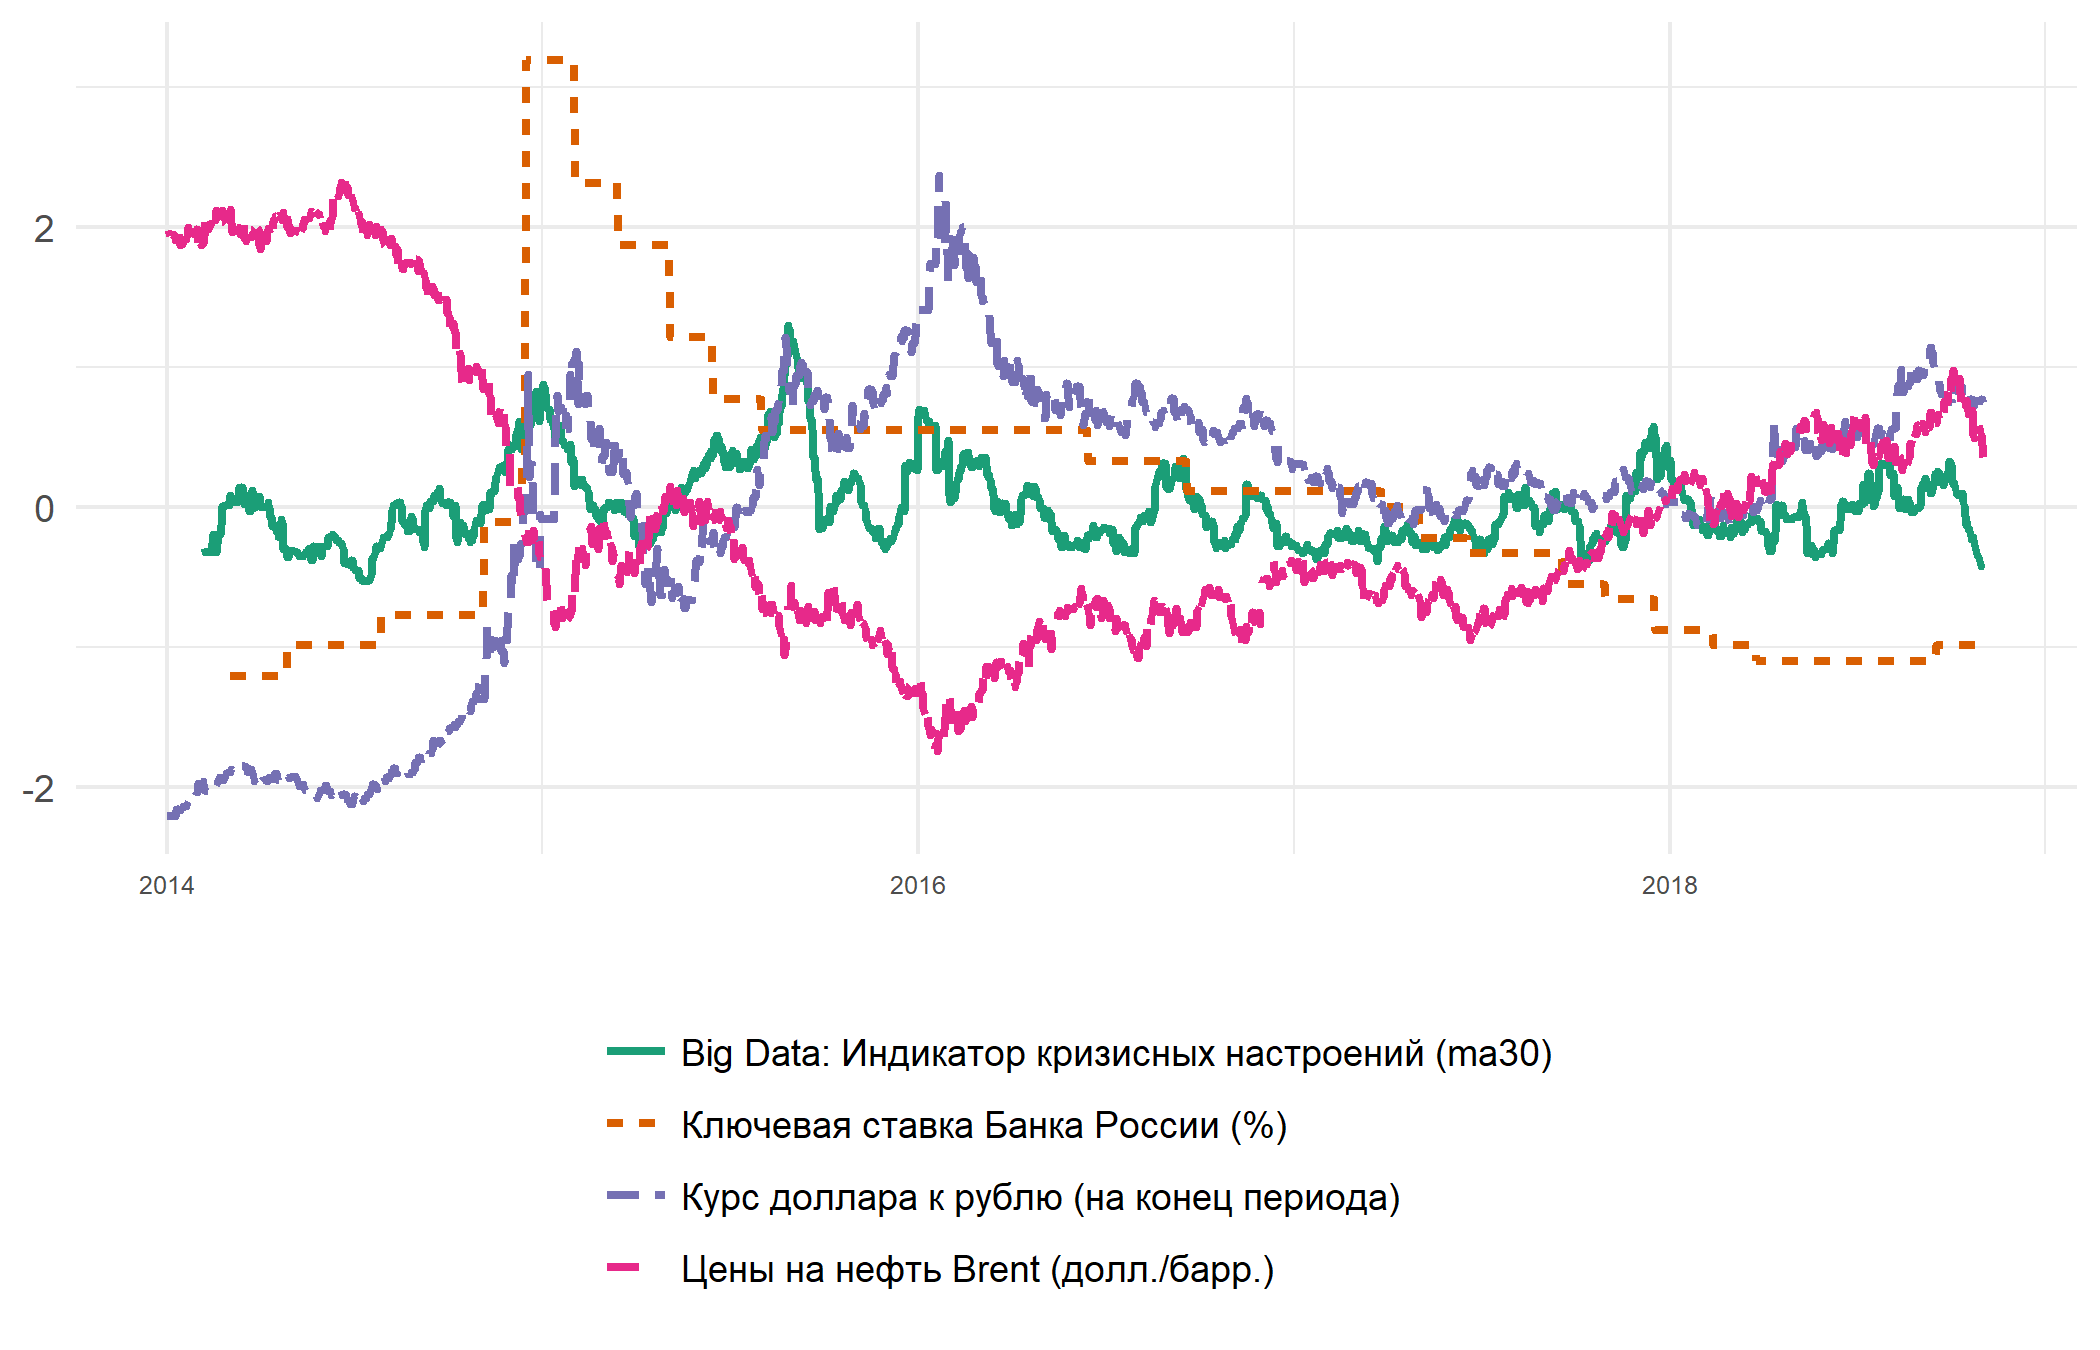 2
0
-2
2014 2016 2018
Big Data: Индикатор кризисных настроений (ma30)
Ключевая ставка Банка России (%)
Курс доллара к рублю (на конец периода)
Цены на нефть Brent (долл./барр.)